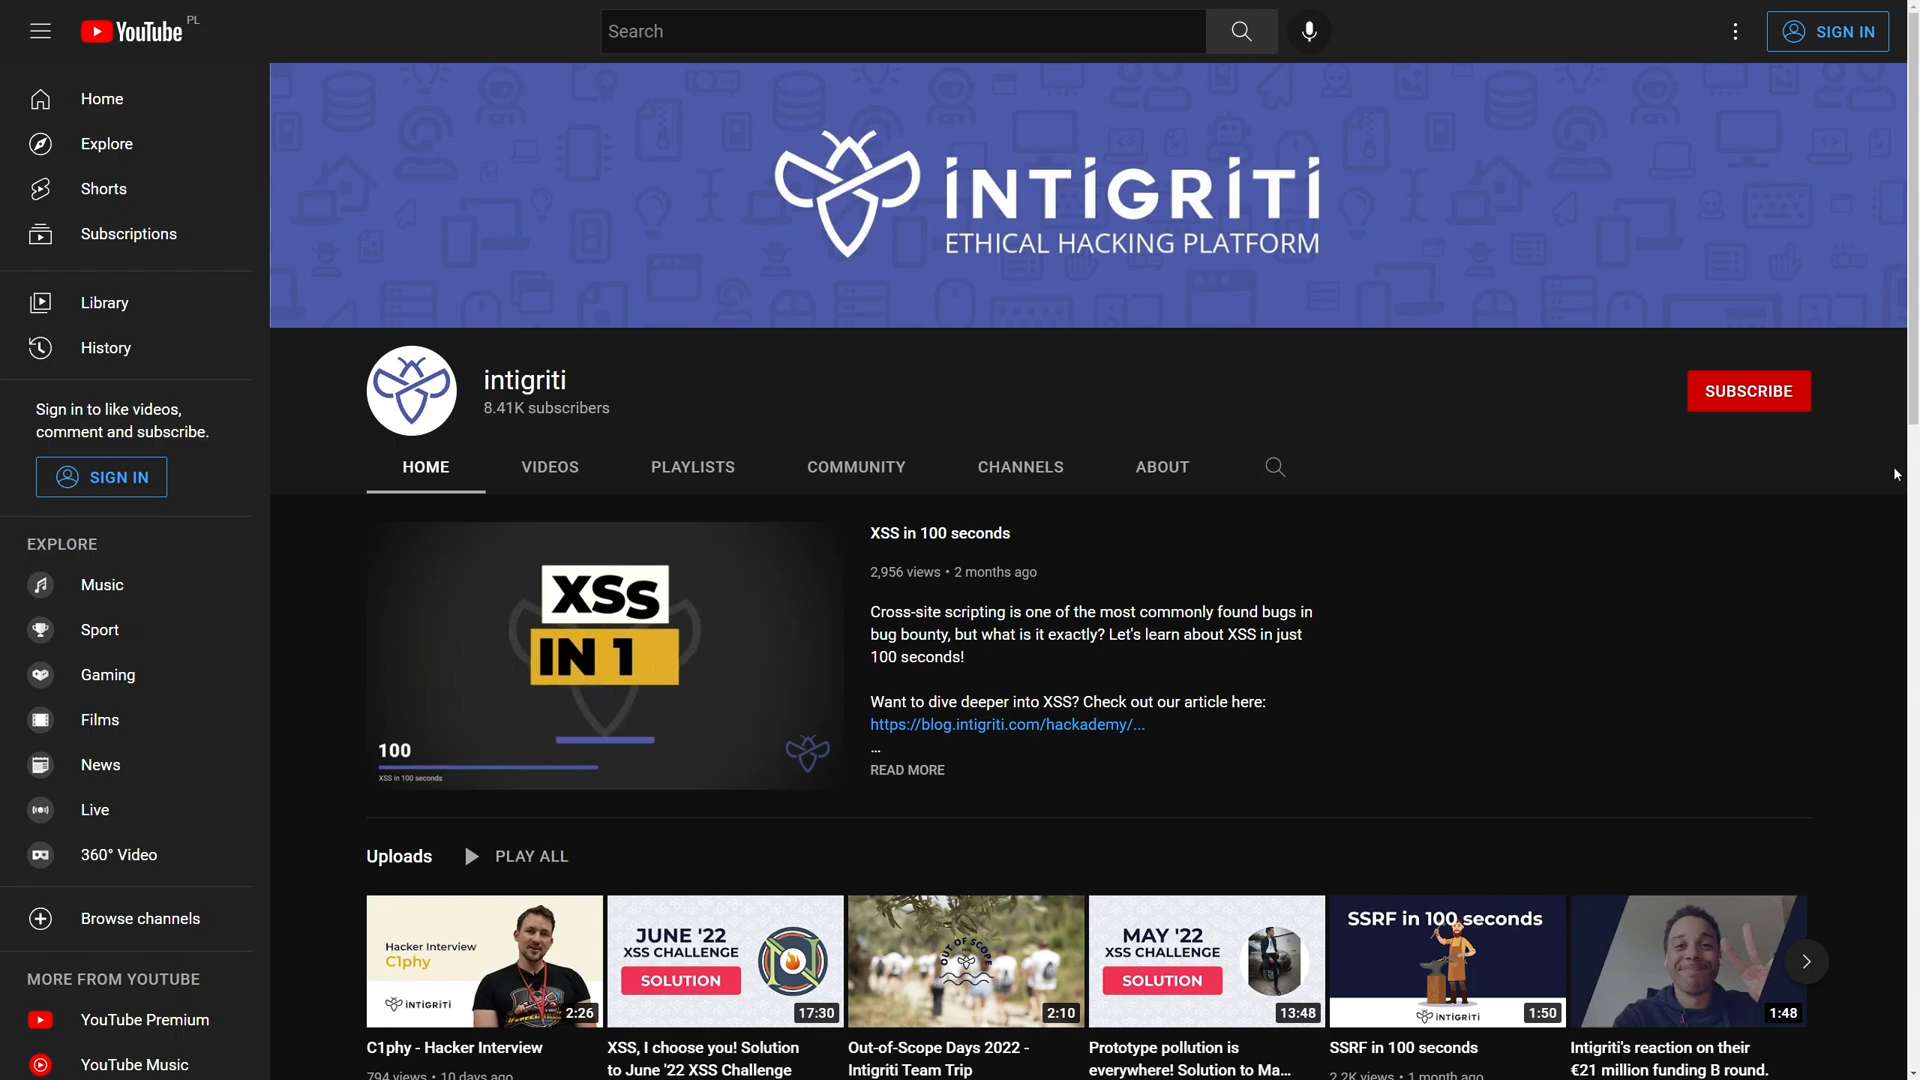 YouTube PL
Search
SIGN IN
Home
Explore
Shorts
Subscriptions
Library
History
Sign in to like videos,
comment and subscribe.
SIGN IN
EXPLORE
Music
Sport
Gaming
Films
News
Live
360° Video
Browse channels
MORE FROM YOUTUBE
YouTube Premium
YouTube Music
INTIGRITI
ETHICAL HACKING PLATFORM
intigriti
8.41K subscribers
SUBSCRIBE
HOME
VIDEOS
PLAYLISTS
COMMUNITY
CHANNELS
ABOUT
XSS
IN 1
100
XSS in 100 seconds
XSS in 100 seconds
2,956 views • 2 months ago
Cross-site scripting is one of the most commonly found bugs in
bug bounty, but what is it exactly? Let's learn about XSS in just
100 seconds!
Want to dive deeper into XSS? Check out our article here:
https://blog.intigriti.com/hackademy/...
...
READ MORE
Uploads
PLAY ALL
Hacker Interview
C1phy
INTIGRITI
2:26
C1phy - Hacker Interview
794 views • 10 days ago
JUNE '22
XSS CHALLENGE
SOLUTION
17:30
XSS, I choose you! Solution
to June '22 XSS Challenge
OUT OF SCOPE
2:10
Out-of-Scope Days 2022 -
Intigriti Team Trip
MAY '22
XSS CHALLENGE
SOLUTION
13:48
Prototype pollution is
everywhere! Solution to Ma...
SSRF in 100 seconds
INTIGRITI
1:50
SSRF in 100 seconds
2.2K views • 1 month ago
1:48
Intigriti's reaction on their
€21 million funding B round.